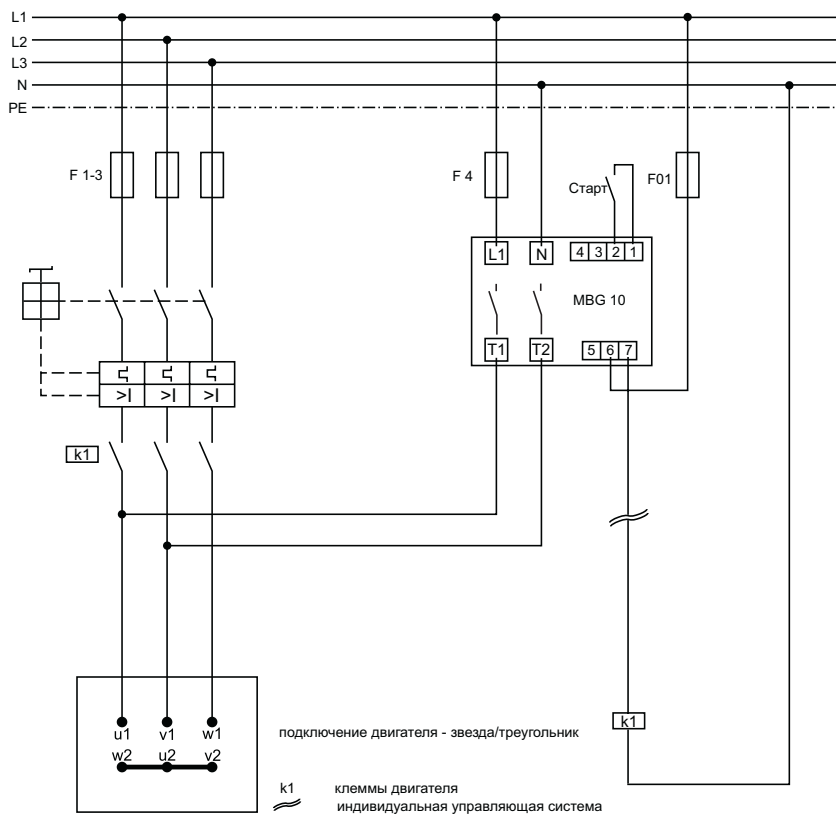 L1
L2
L3
N
PE
F 1-3
F 4
Старт
F01
L1 N 4 3 2 1
MBG 10
T1 T2 5 6 7
>I >I >I
k1
k1
u1 v1 w1
подключение двигателя - звезда/треугольник
w2 u2 v2
k1 клеммы двигателя
индивидуальная управляющая система